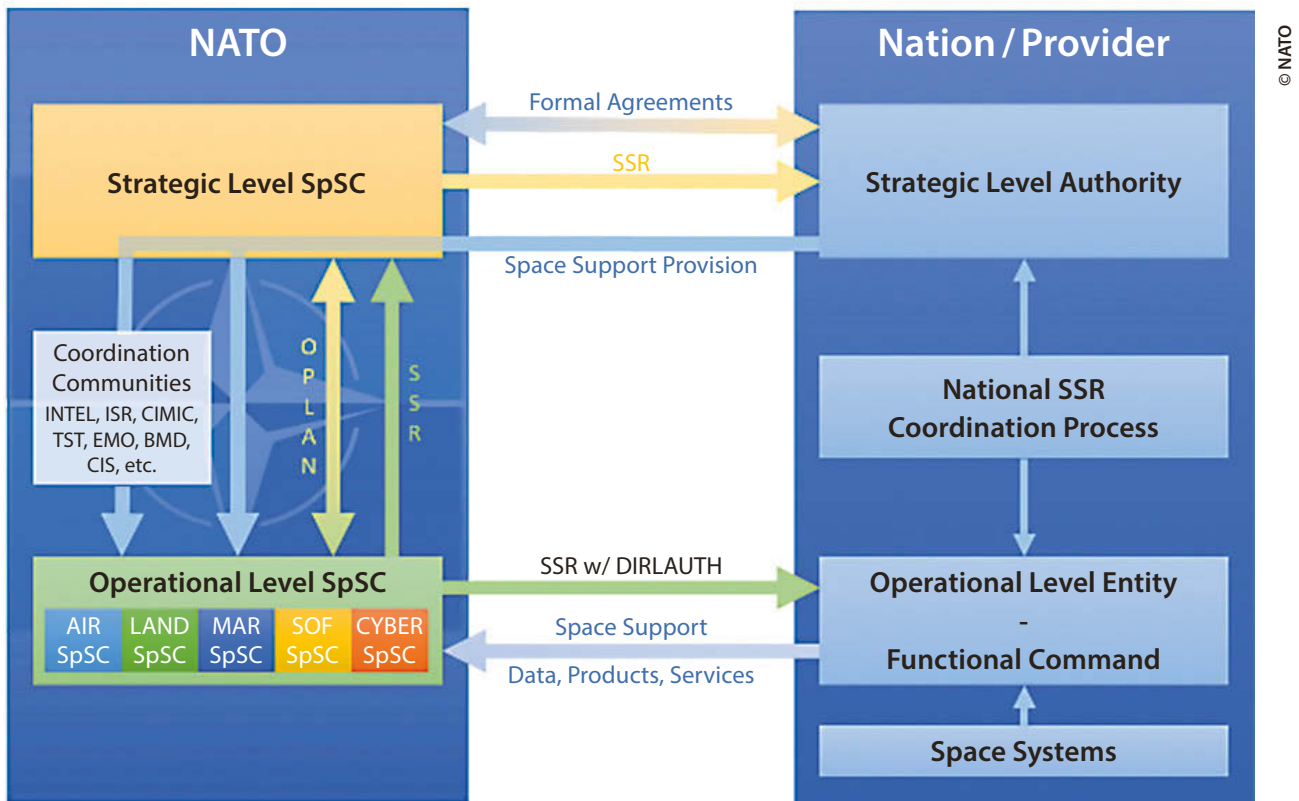 NATO
Nation / Provider
© NATO
Formal Agreements
SSR
Strategic Level SpSC
Strategic Level Authority
Space Support Provision
Coordination
Communities
INTEL, ISR, CIMIC,
TST, EMO, BMD,
CIS, etc.
OPLAN
SSR
National SSR
Coordination Process
Operational Level SpSC
AIR
SpSC
LAND
SpSC
MAR
SpSC
SOF
SpSC
CYBER
SpSC
SSR w/ DIRLAUTH
Space Support
Data, Products, Services
Operational Level Entity
-
Functional Command
Space Systems